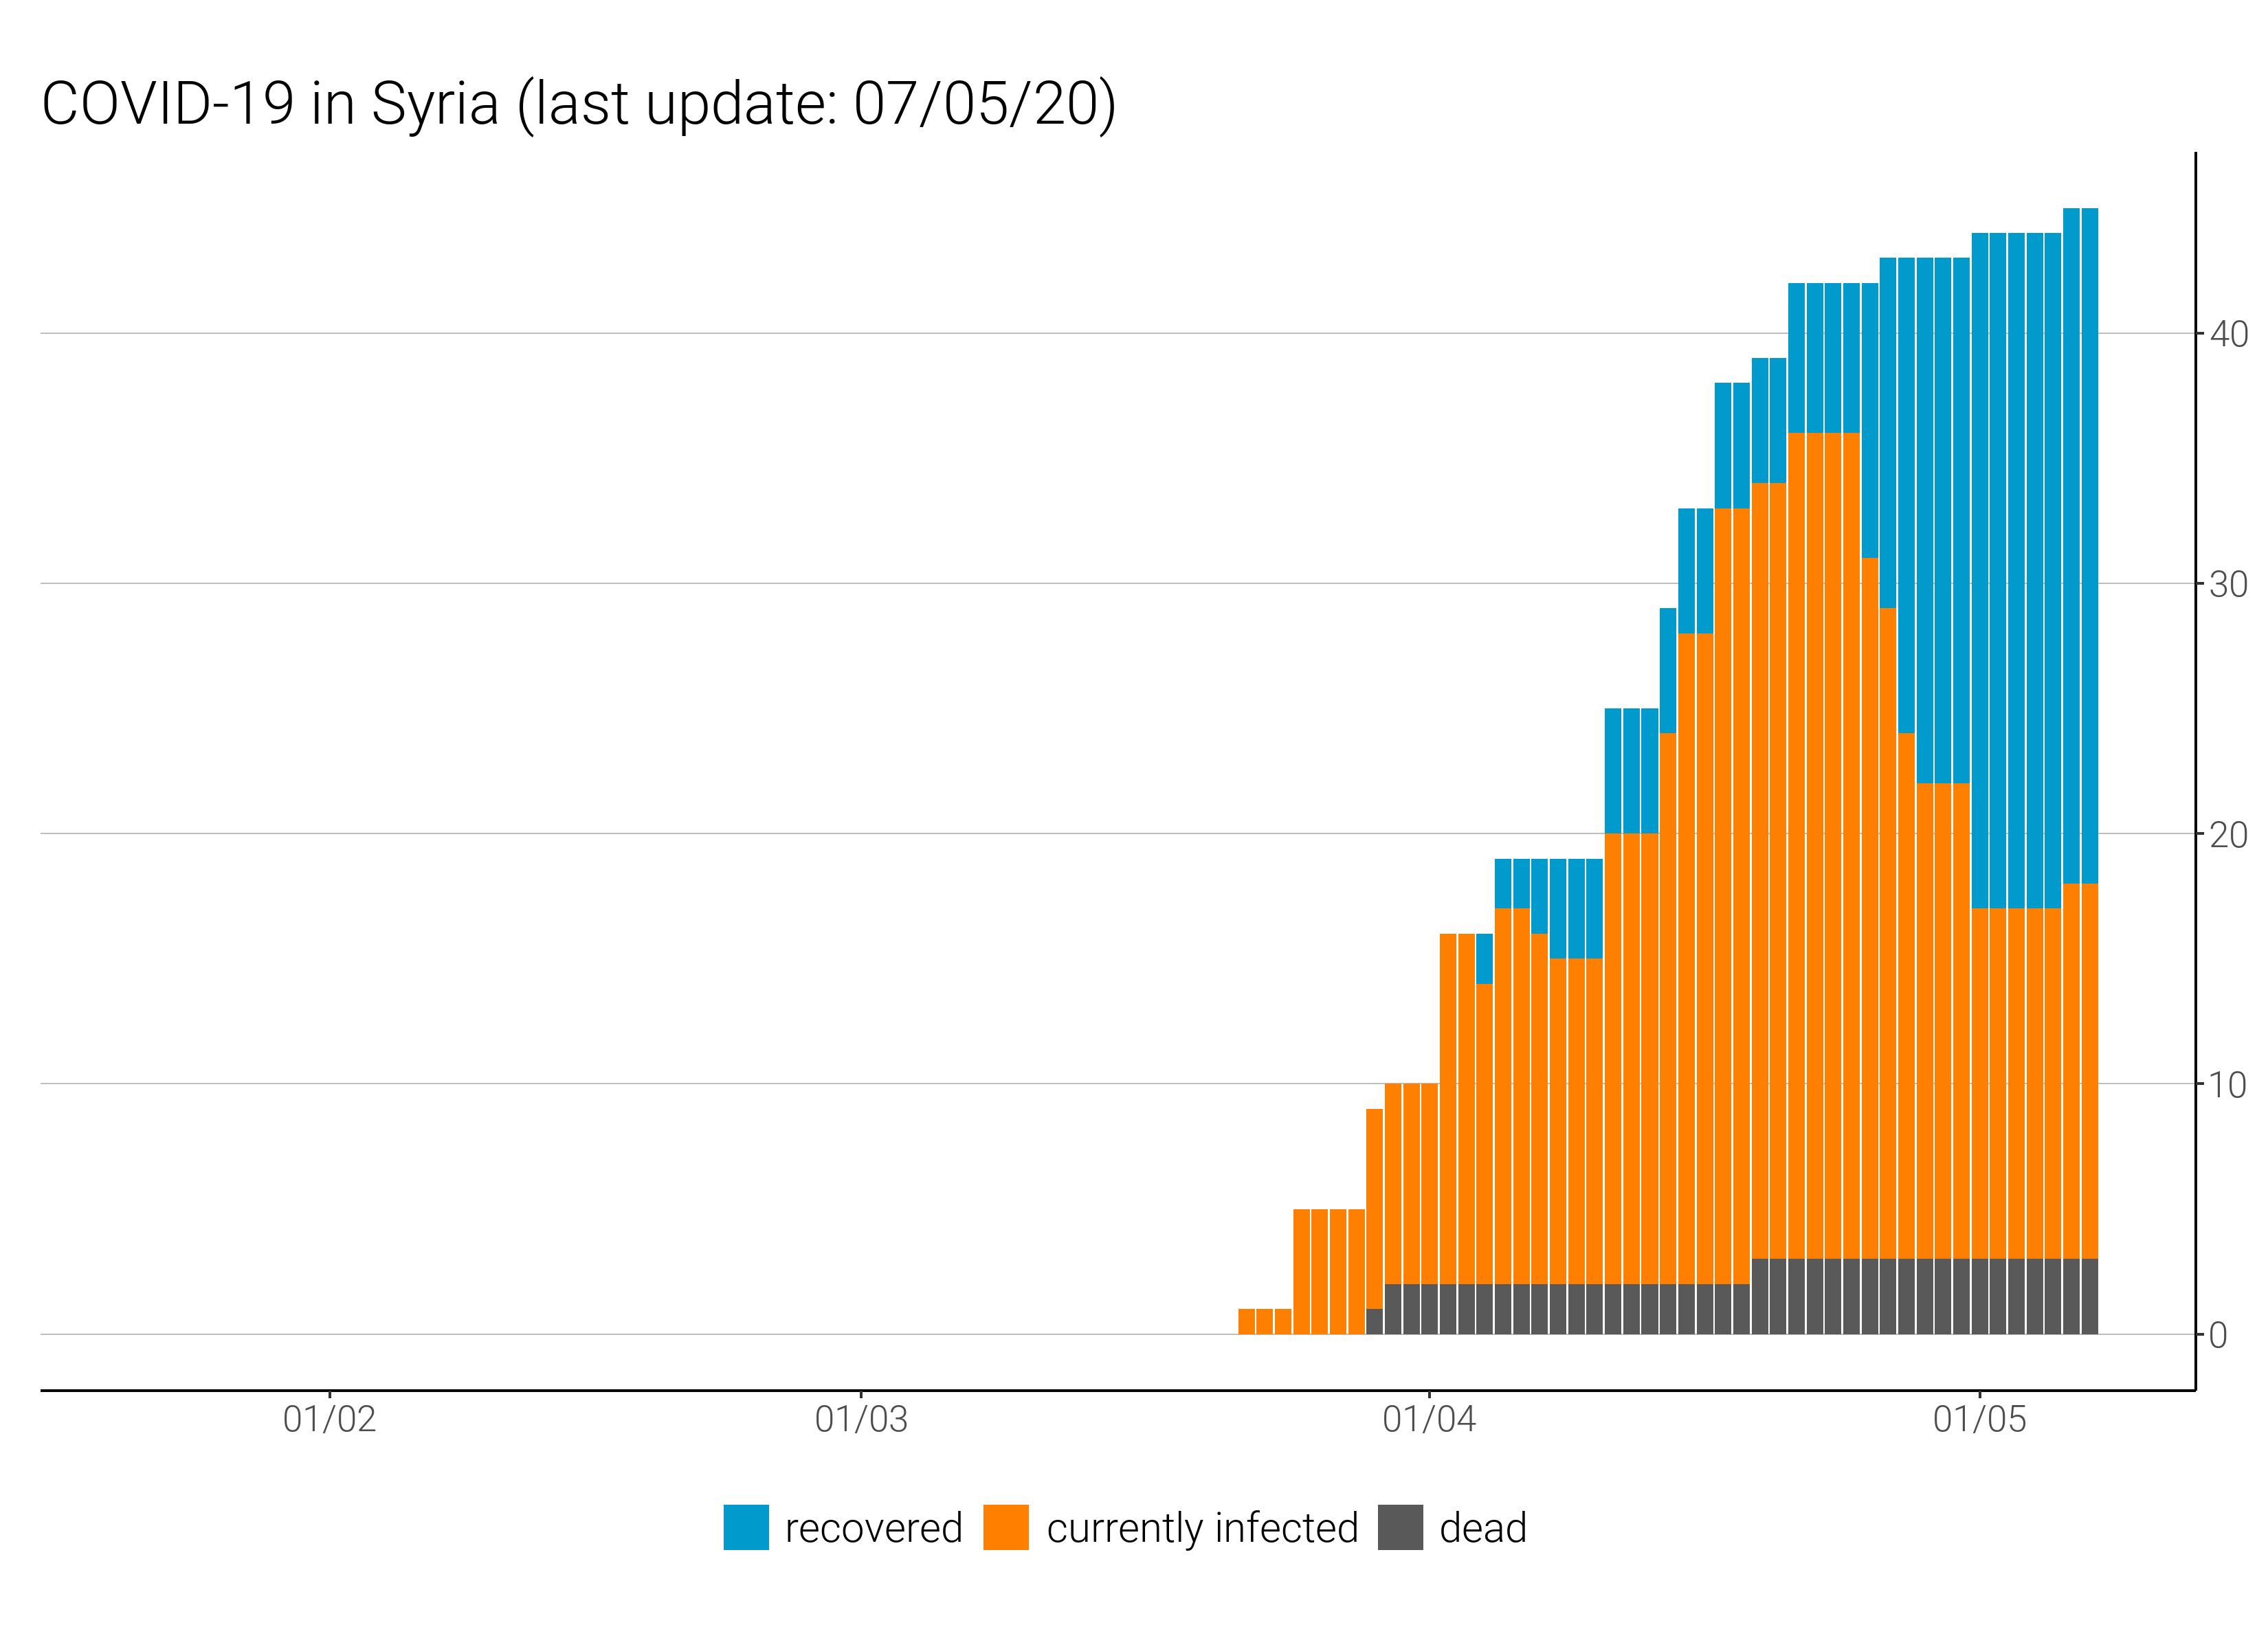 COVID-19 in Syria (last update: 07/05/20)
40
30
20
10
0
01/02 01/03 01/04 01/05
recovered currently infected dead